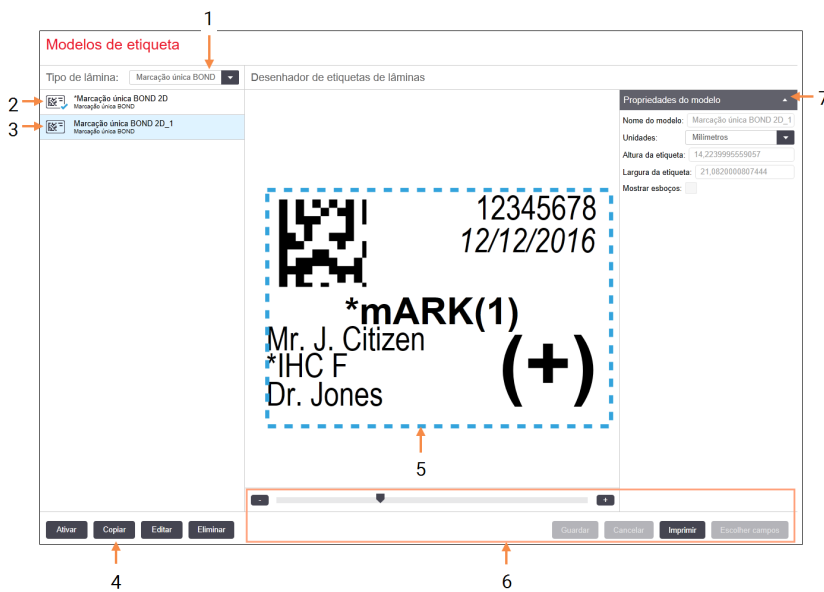 1
Modelos de etiqueta
Tipo de lâmina: Marcação única BOND
Desenhador de etiquetas de lâminas
2
*Marcação única BOND 2D
Marcação única BOND
3
Marcação única BOND 2D_1
Marcação única BOND
Propriedades do modelo
7
Nome do modelo: Marcação única BOND 2D_1
Unidades: Milímetros
Altura da etiqueta: 14,2239995559057
Largura da etiqueta: 21,0820000807444
Mostrar esboços:
12345678
12/12/2016
*mARK(1)
Mr. J. Citizen
*IHC F
Dr. Jones
(+)
5
- +
Ativar Copiar Editar Eliminar
Guardar Cancelar Imprimir Escolher campos
4
6